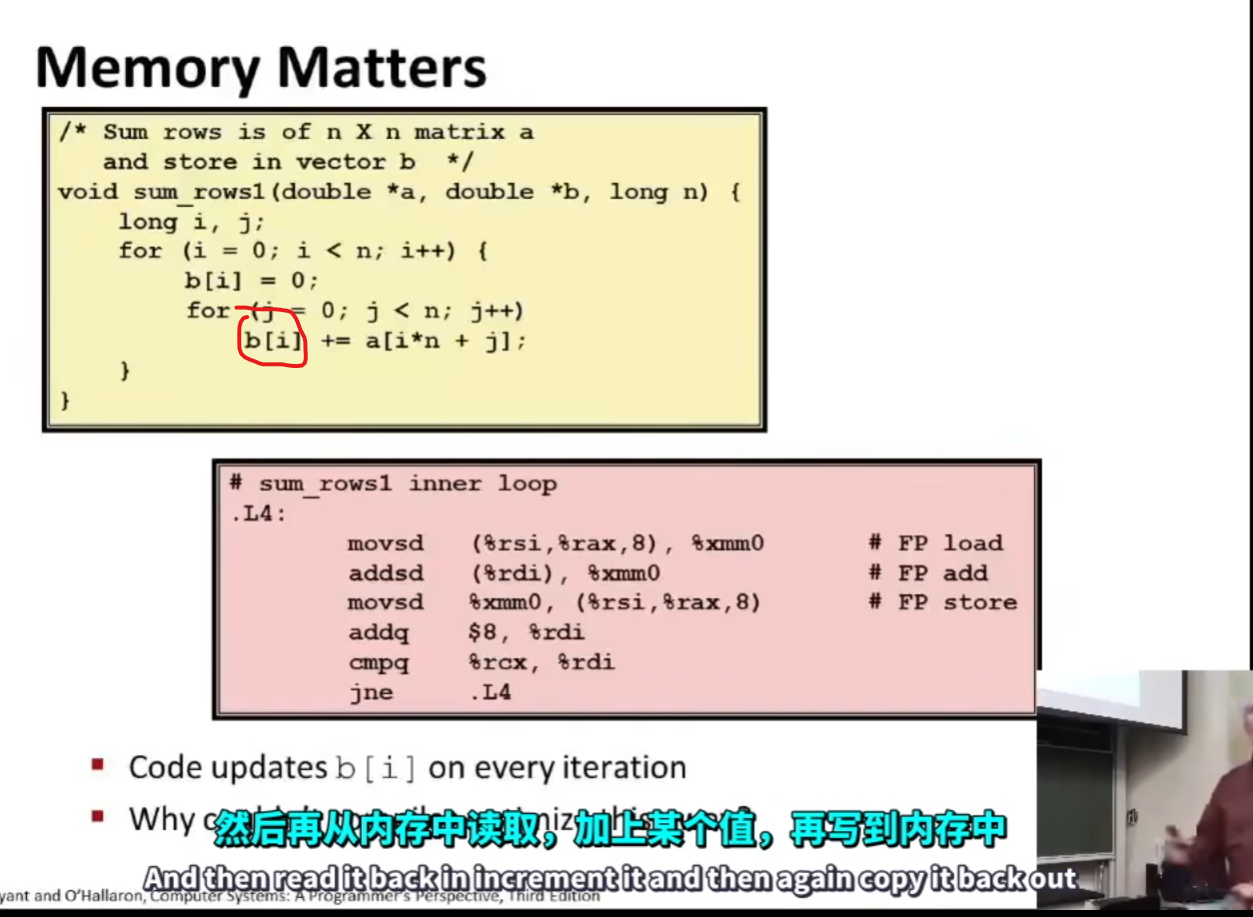 Memory Matters
/* Sum rows is of n X n matrix a
and store in vector b */
void sum_rows1(double *a, double *b, long n) {
long i, j;
for (i = 0; i < n; i++) {
b[i] = 0;
for (j = 0; j < n; j++)
b[i] += a[i*n + j];
}
}
# sum_rows1 inner loop
.L4:
movsd (%rsi,%rax,8), %xmm0 # FP load
addsd (%rdi), %xmm0 # FP add
movsd %xmm0, (%rsi,%rax,8) # FP store
addq $8, %rdi
cmpq %rcx, %rdi
jne .L4
Code updates b[i] on every iteration
Why
然后再从内存中读取，加上某个值，再写到内存中
And then read it back in increment it and then again copy it back out
yant and O'Hallaron, Computer Systems: A Programmer's Perspective, Third Edition